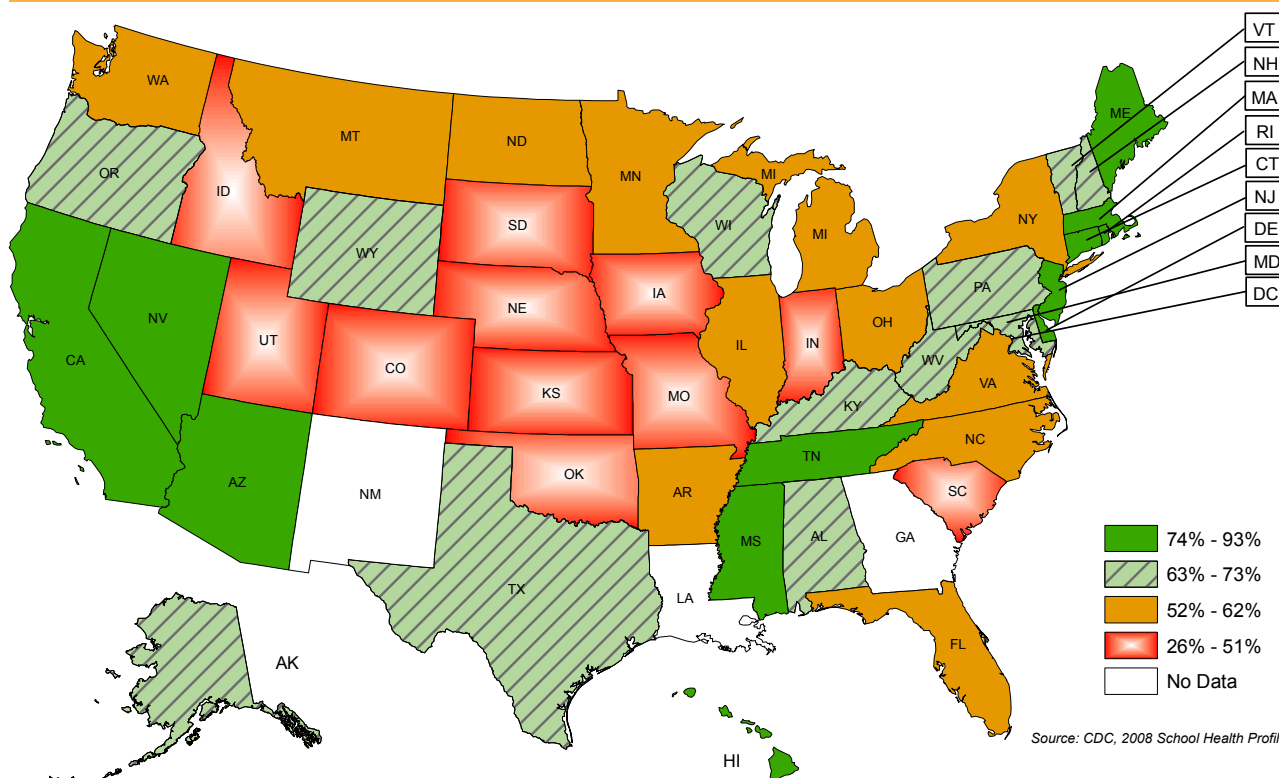 VT
NH
MA
RI
CT
NJ
DE
MD
DC
WA
MT
ND
MN
MI
ME
OR
ID
SD
WI
MI
NY
WY
PA
NE
IA
NV
UT
CO
IL
IN
OH
CA
KS
MO
WV
VA
KY
NC
TN
AZ
NM
OK
AR
SC
MS
AL
GA
TX
LA
FL
AK
HI
74% - 93%
63% - 73%
52% - 62%
26% - 51%
No Data
Source: CDC, 2008 School Health Profil